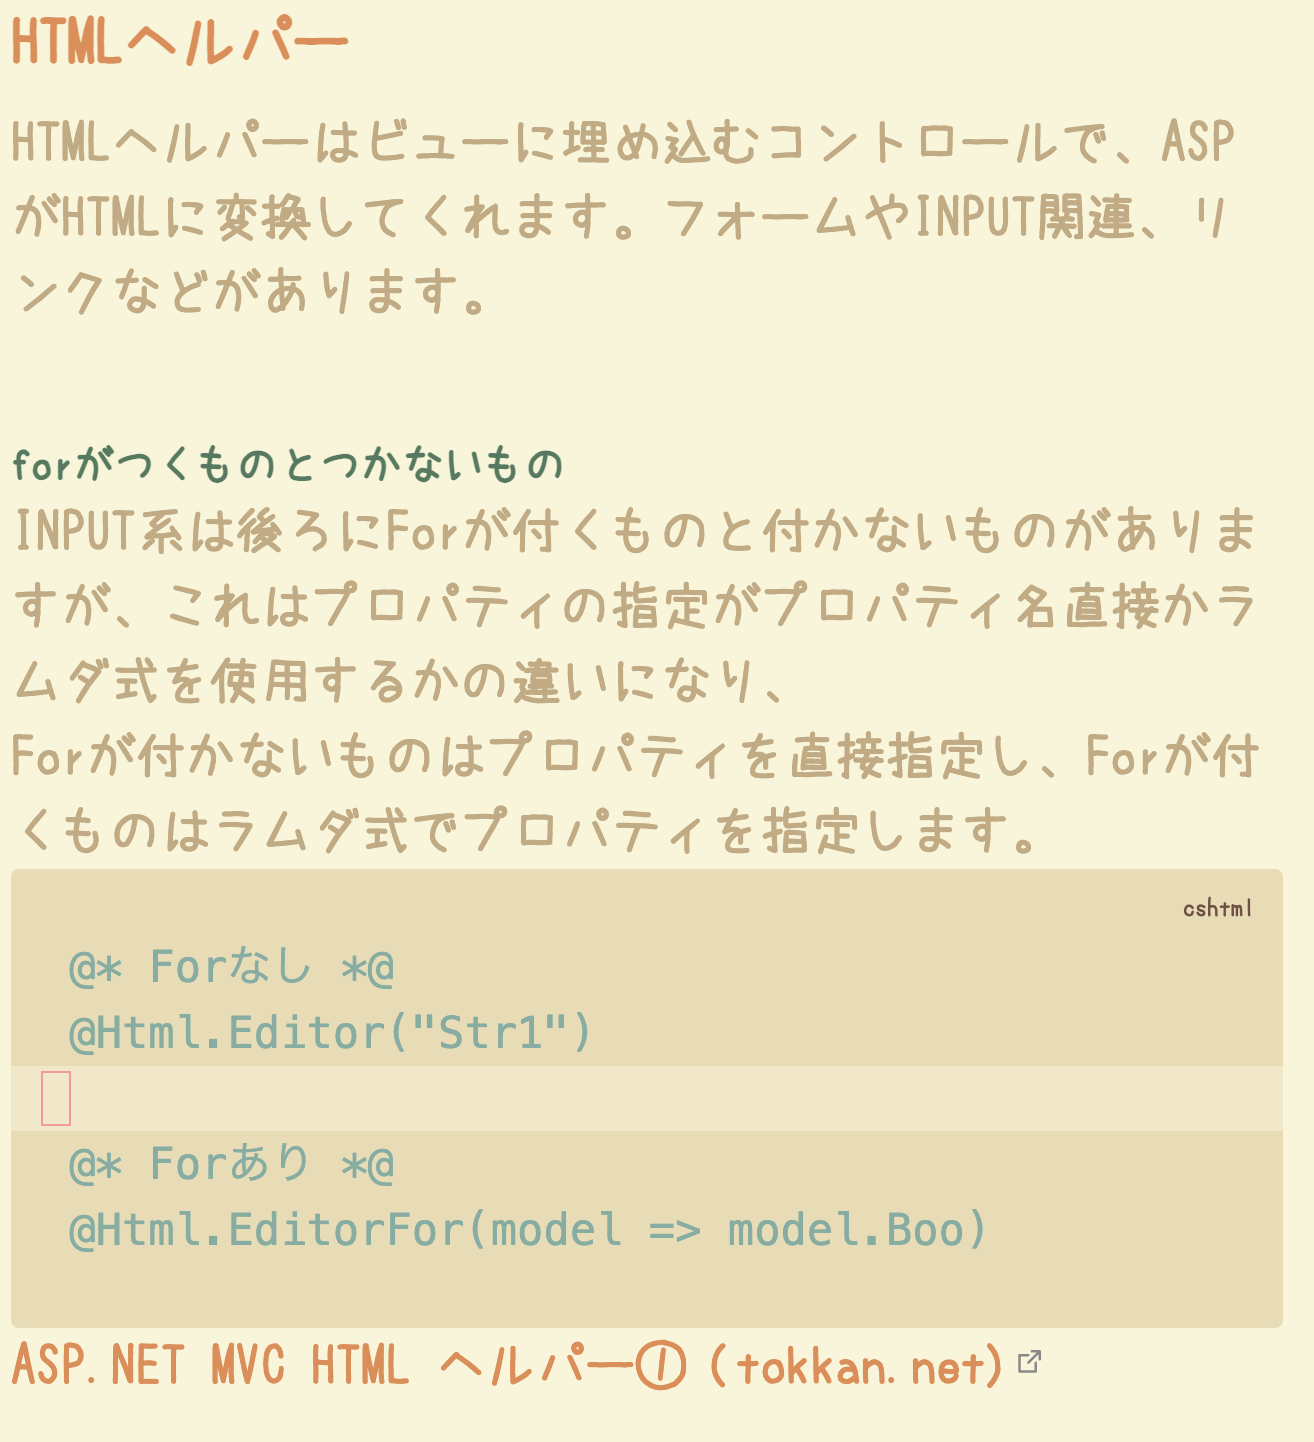 HTMLヘルパー
HTMLヘルパーはビューに埋め込むコントロールで、ASP
がHTMLに変換してくれます。フォームやINPUT関連、リ
ンクなどがあります。
forがつくものとつかないもの
INPUT系は後ろにForが付くものと付かないものがありま
すが、これはプロパティの指定がプロパティ名直接かラ
ムダ式を使用するかの違いになり、
Forが付かないものはプロパティを直接指定し、Forが付
くものはラムダ式でプロパティを指定します。
cshtml
@* Forなし *@
@Html.Editor("Str1")
@* Forあり *@
@Html.EditorFor(model => model.Boo)
ASP.NET MVC HTML ヘルパー① (tokkan.net)